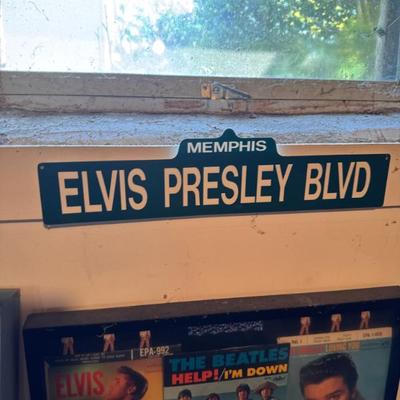 MEMPHIS
ELVIS PRESLEY BLVD
EPA-992
ELVIS
THE BEATLES
HELP!/I'M DOWN